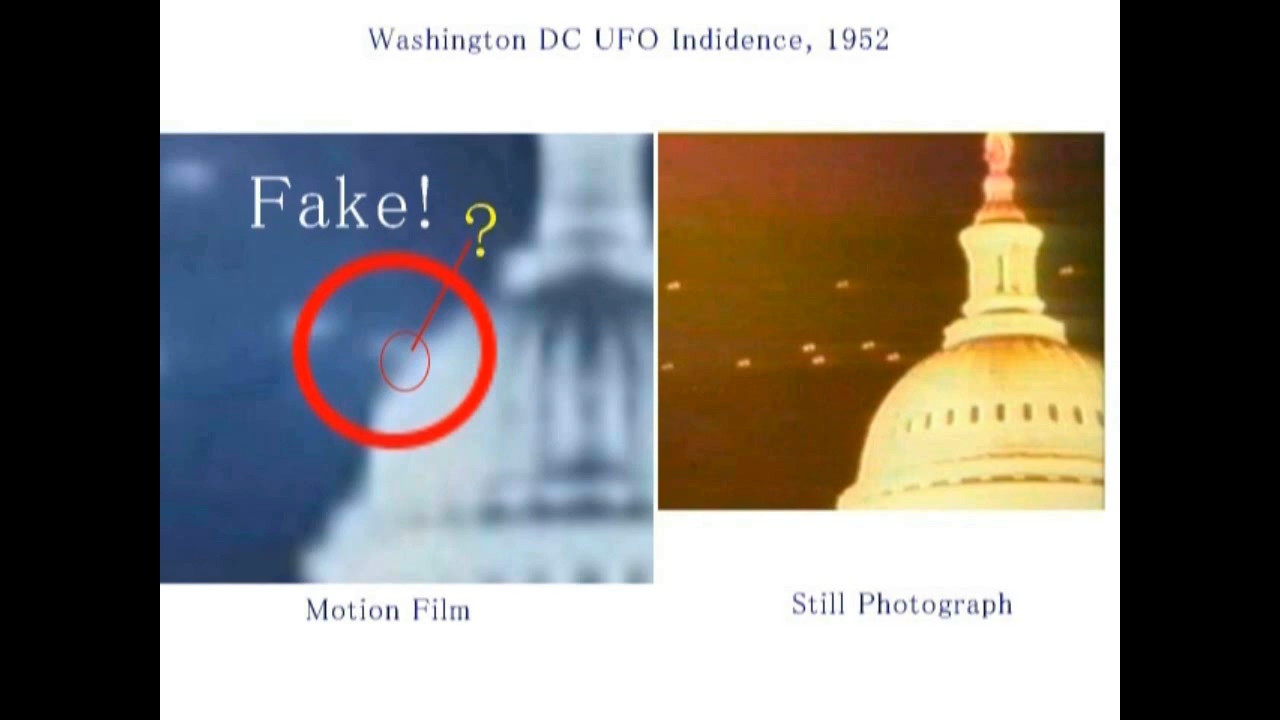 Washington DC UFO Indidence, 1952
Fake!
?
Motion Film
Still Photograph